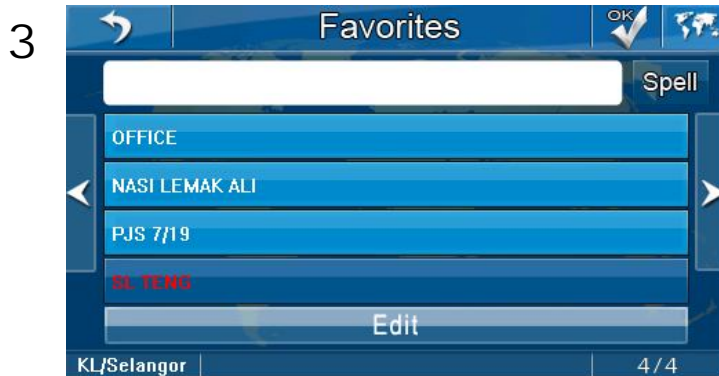 3
Favorites OK
Spell
OFFICE
NASI LEMAK ALI
PJS 7/19
SL TENG
Edit
KL/Selangor 4/4